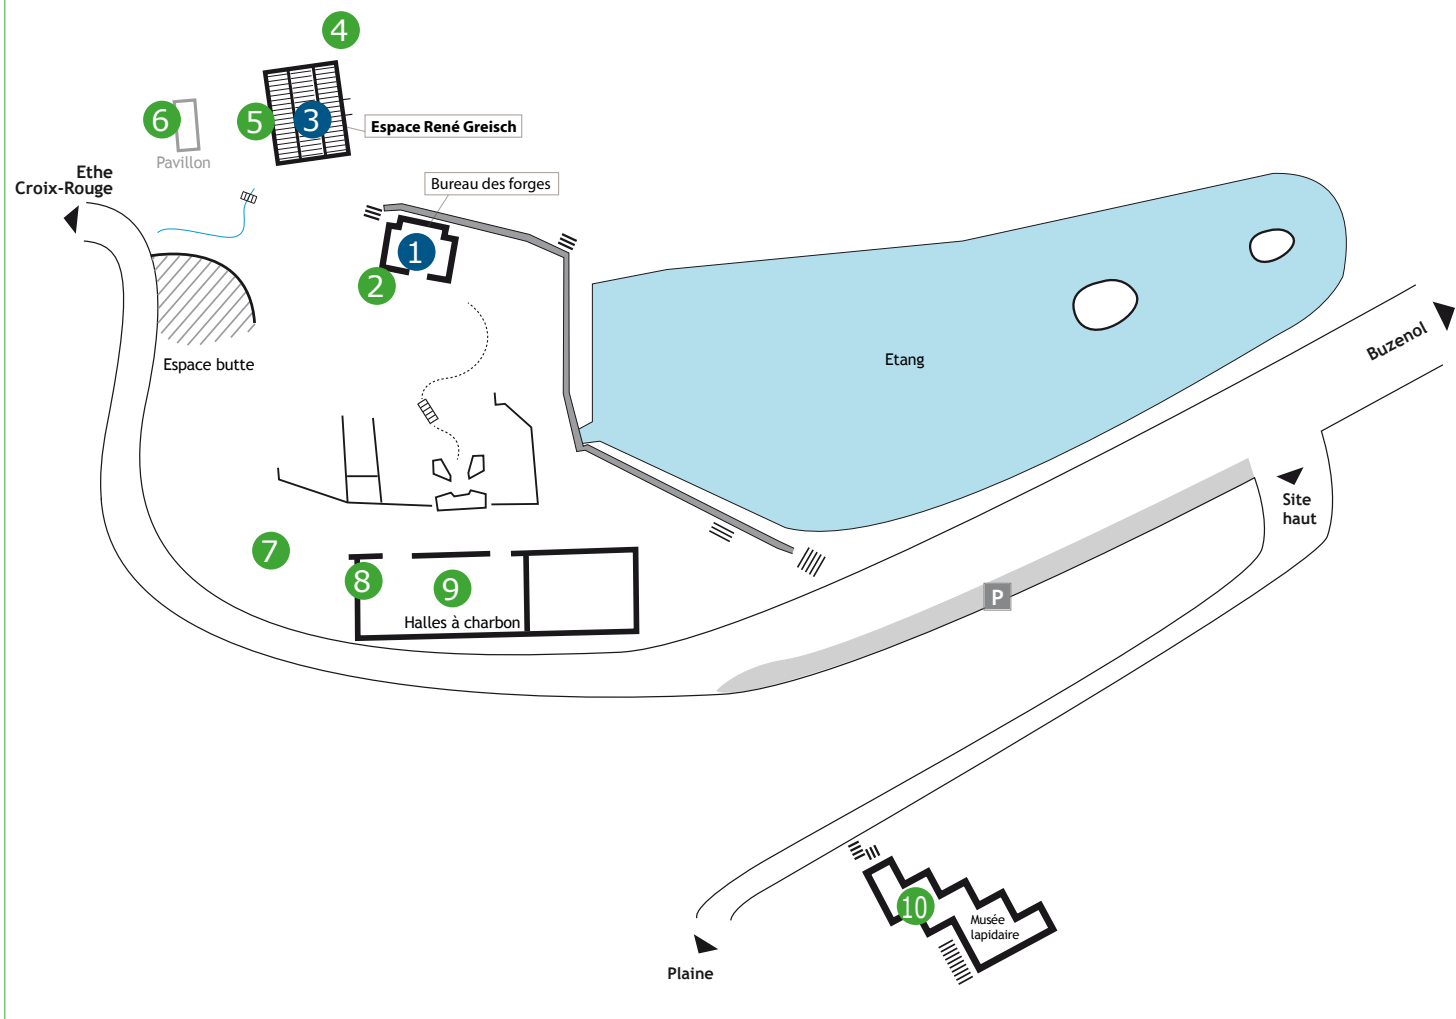 4
6
5
3
Espace René Greisch
Pavillon
Ethe
Croix-Rouge
Bureau des forges
1
2
Espace butte
Etang
Buzenol
Site
haut
7
8
9
Halles à charbon
P
10
Musée
lapidaire
Plaine